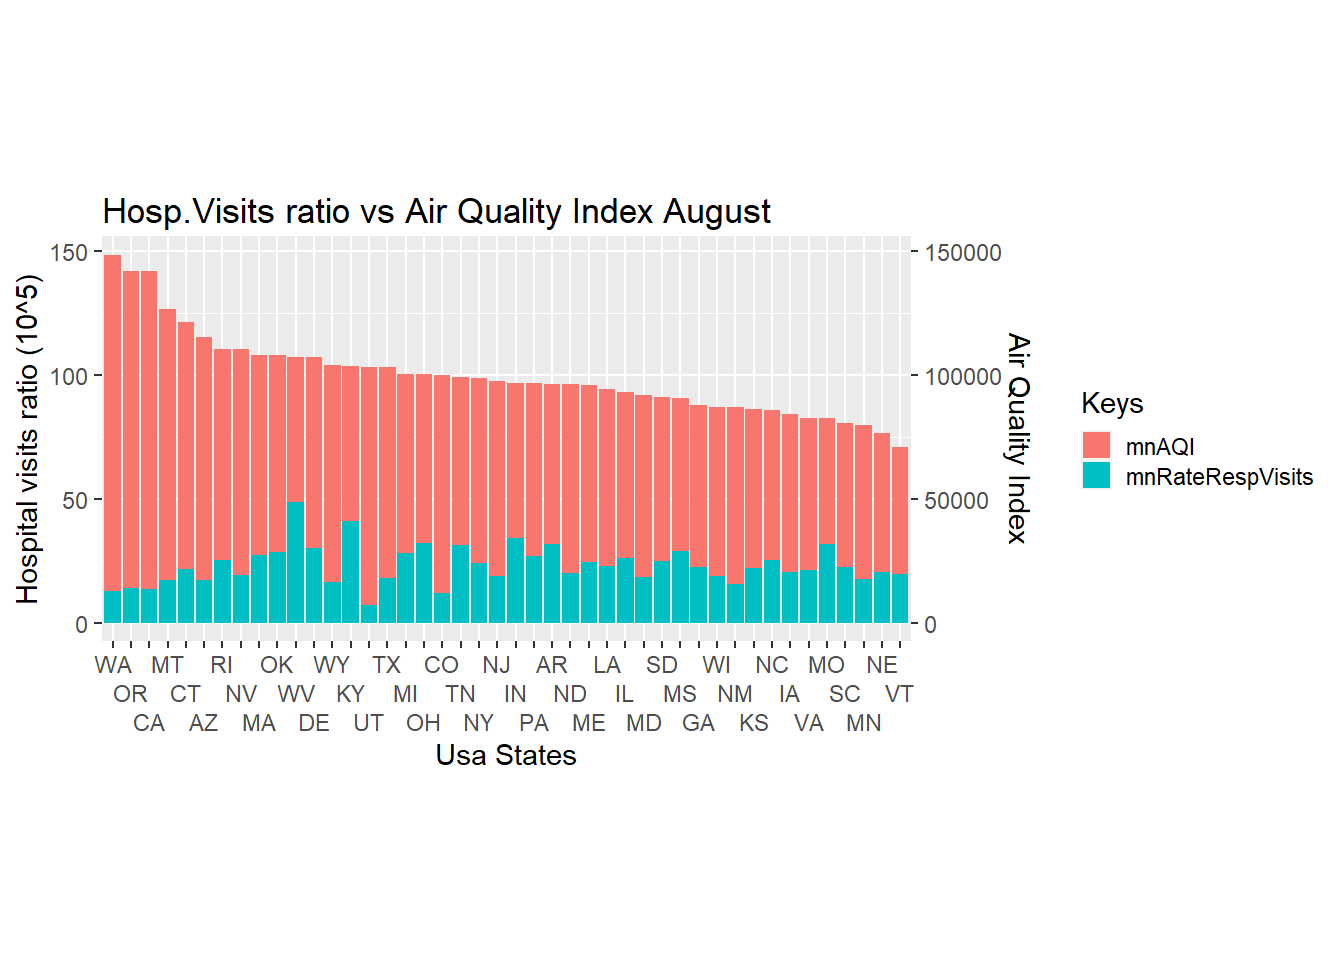 Hosp.Visits ratio vs Air Quality Index August
Hospital visits ratio (10^5)
150
100
50
0
150000
100000
50000
0
Air Quality Index
WA MT RI OK WY TX CO NJ AR LA SD WI NC MO NE
OR CT NV WV KY MI TN IN ND IL MS NM IA SC VT
CA AZ MA DE UT OH NY PA ME MD GA KS VA MN
Usa States
Keys
mnAQI
mnRateRespVisits